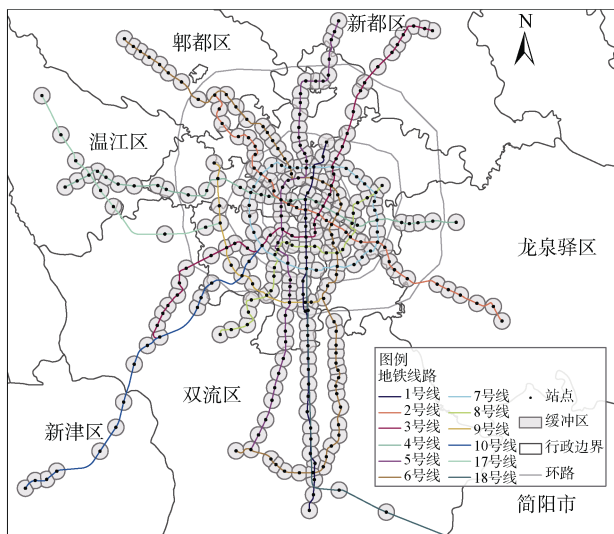 新都区
郫都区
N
温江区
龙泉驿区
双流区
新津区
简阳市
图例
地铁线路
1号线 7号线 站点
2号线 8号线 缓冲区
3号线 9号线
4号线 10号线 行政边界
5号线 17号线 环路
6号线 18号线